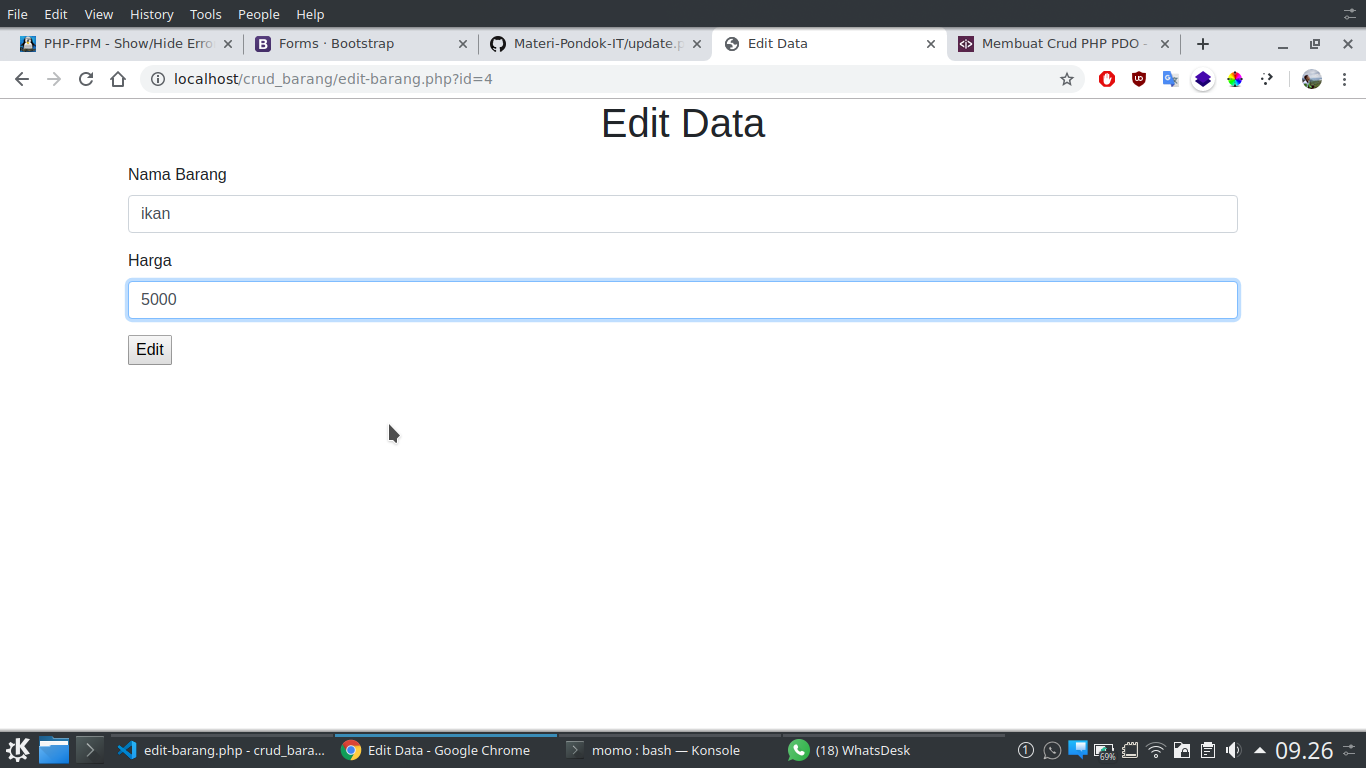 File Edit View History Tools People Help
PHP-FPM - Show/Hide Erro
Forms · Bootstrap
Materi-Pondok-IT/update.p
Edit Data
Membuat Crud PHP PDO -
localhost/crud_barang/edit-barang.php?id=4
Edit Data
Nama Barang
ikan
Harga
5000
Edit
edit-barang.php - crud_bara...
Edit Data - Google Chrome
momo : bash — Konsole
(18) WhatsDesk
1
69%
09.26